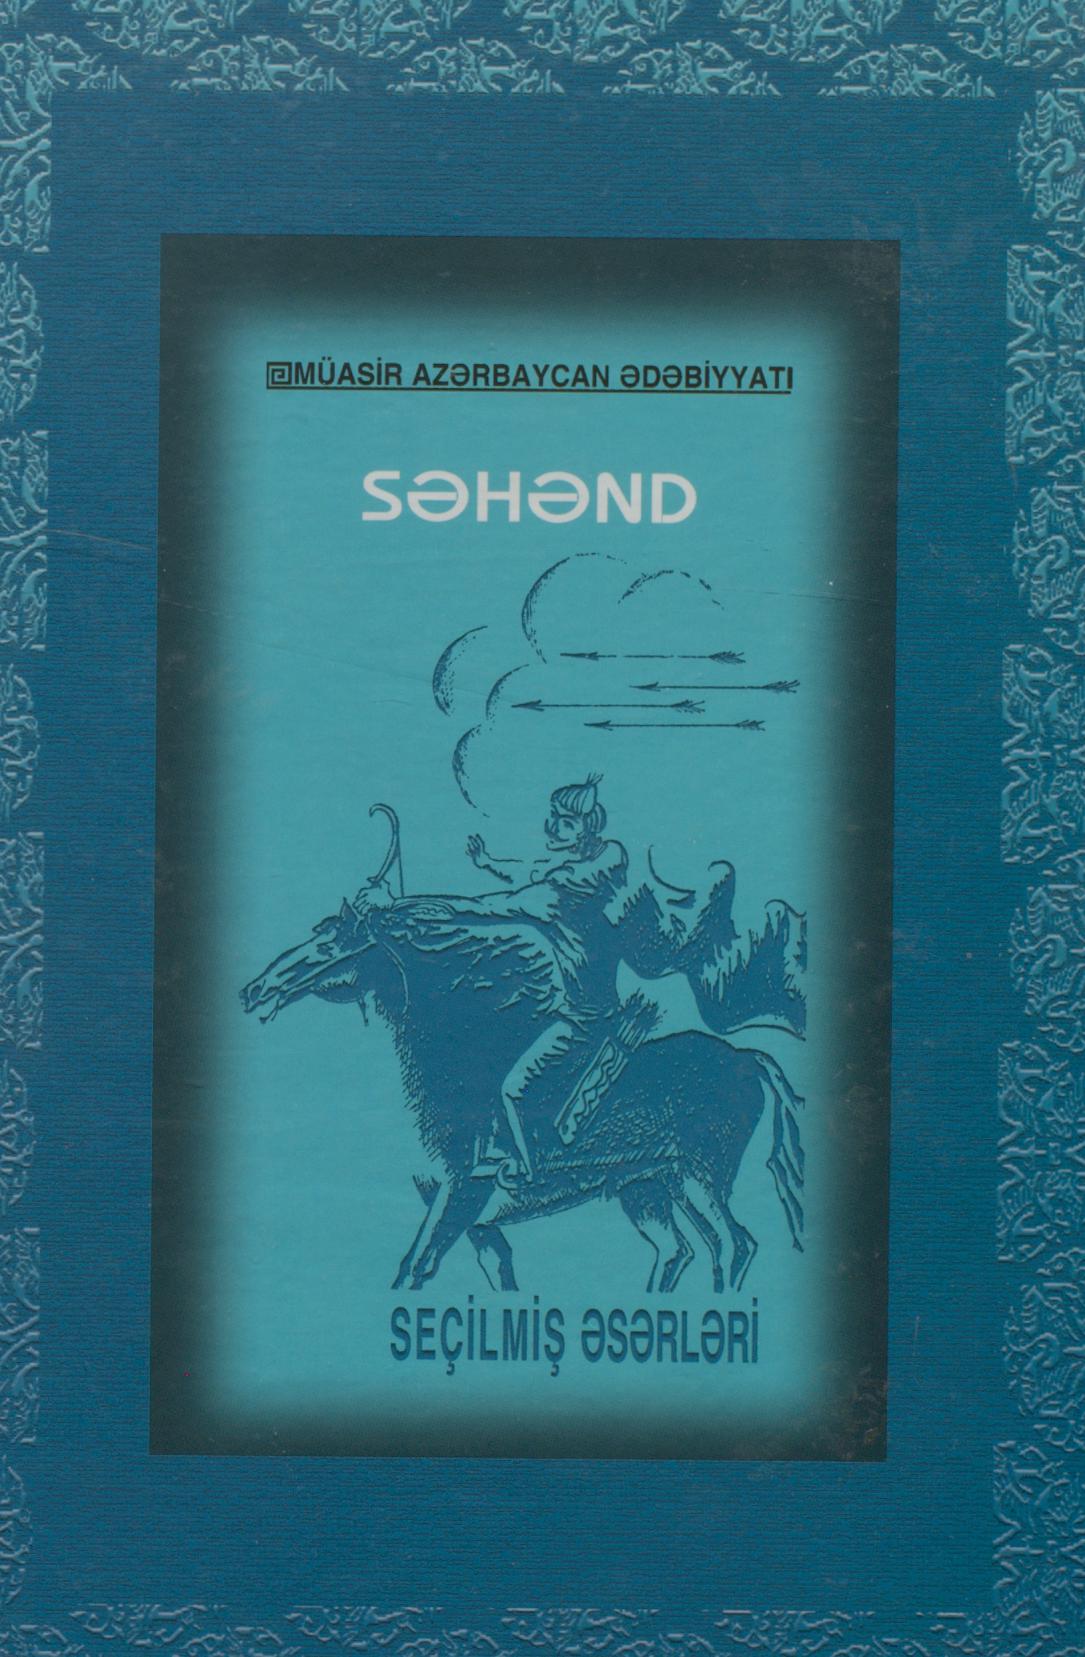 MÜASİR AZƏRBAYCAN ƏDƏBİYYATI
SƏHƏND
SEÇİLMİŞ ƏSƏRLƏRİ